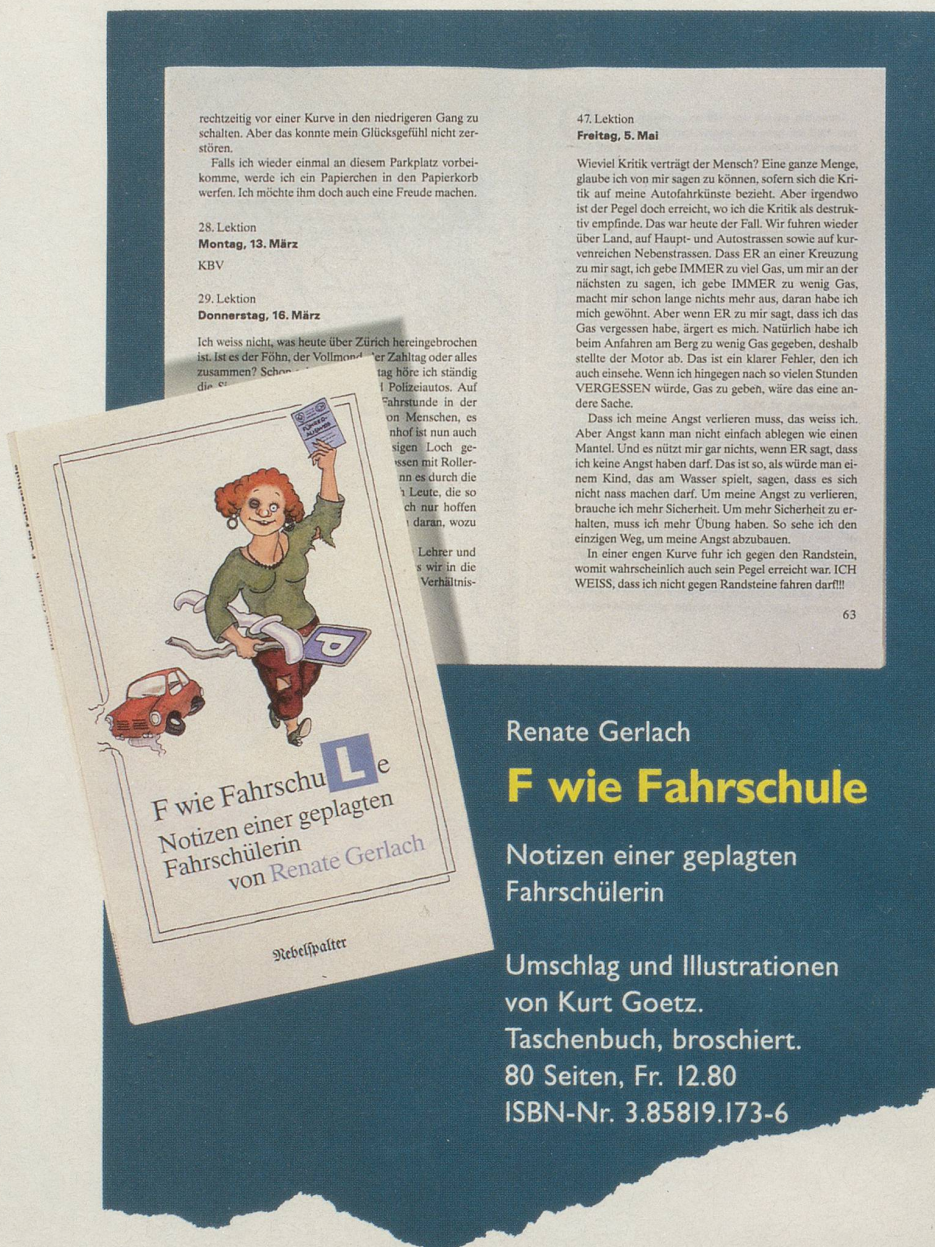 rechtzeitig vor einer Kurve in den niedrigeren Gang zu
schalten. Aber das konnte mein Glücksgefühl nicht zer-
stören.
Falls ich wieder einmal an diesem Parkplatz vorbei-
komme, werde ich ein Papierchen in den Papierkorb
werfen. Ich möchte ihm doch auch eine Freude machen.
28. Lektion
Montag, 13. März
KBV
29. Lektion
Donnerstag, 16. März
Ich weiss nicht, was heute über Zürich hereingebrochen
ist. Ist es der Föhn, der Vollmond, der Zahltag oder alles
zusammen? Schon tag höre ich ständig
die Polizeiautos. Auf
Fahrstunde in der
on Menschen, es
nhof ist nun auch
sigen Loch ge-
ssen mit Roller-
nn es durch die
Leute, die so
ch nur hoffen
daran, wozu
Lehrer und
s wir in die
Verhältnis-
47. Lektion
Freitag, 5. Mai
Wieviel Kritik verträgt der Mensch? Eine ganze Menge,
glaube ich von mir sagen zu können, sofern sich die Kri-
tik auf meine Autofahrkünste bezieht. Aber irgendwo
ist der Pegel doch erreicht, wo ich die Kritik als destruk-
tiv empfinde. Das war heute der Fall. Wir fuhren wieder
über Land, auf Haupt- und Autostrassen sowie auf kur-
venreichen Nebenstrassen. Dass ER an einer Kreuzung
zu mir sagt, ich gebe IMMER zu viel Gas, um mir an der
nächsten zu sagen, ich gebe IMMER zu wenig Gas,
macht mir schon lange nichts mehr aus, daran habe ich
mich gewöhnt. Aber wenn ER zu mir sagt, dass ich das
Gas vergessen habe, ärgert es mich. Natürlich habe ich
beim Anfahren am Berg zu wenig Gas gegeben, deshalb
stellte der Motor ab. Das ist ein klarer Fehler, den ich
auch einsehe. Wenn ich hingegen nach so vielen Stunden
VERGESSEN würde, Gas zu geben, wäre das eine an-
dere Sache.
Dass ich meine Angst verlieren muss, das weiss ich.
Aber Angst kann man nicht einfach ablegen wie einen
Mantel. Und es nützt mir gar nichts, wenn ER sagt, dass
ich keine Angst haben darf. Das ist so, als würde man ei-
nem Kind, das am Wasser spielt, sagen, dass es sich
nicht nass machen darf. Um meine Angst zu verlieren,
brauche ich mehr Sicherheit. Um mehr Sicherheit zu er-
halten, muss ich mehr Übung haben. So sehe ich den
einzigen Weg, um meine Angst abzubauen.
In einer engen Kurve fuhr ich gegen den Randstein,
womit wahrscheinlich auch sein Pegel erreicht war. ICH
WEISS, dass ich nicht gegen Randsteine fahren darf!!!
63
FÜHRER-
AUSWEIS
P
F wie FahrschuLe
Notizen einer geplagten
Fahrschülerin
von Renate Gerlach
Nebelspalter
Renate Gerlach
F wie Fahrschule
Notizen einer geplagten
Fahrschülerin
Umschlag und Illustrationen
von Kurt Goetz.
Taschenbuch, broschiert.
80 Seiten, Fr. 12.80
ISBN-Nr. 3.85819.173-6